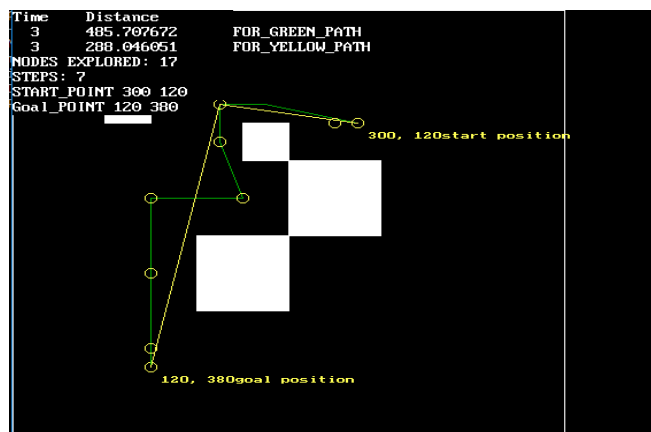 Time Distance
3 485.707672 FOR_GREEN_PATH
3 288.046051 FOR_YELLOW_PATH
NODES EXPLORED: 17
STEPS: 7
START_POINT 300 120
Goal_POINT 120 380
300, 120start position
120, 380goal position